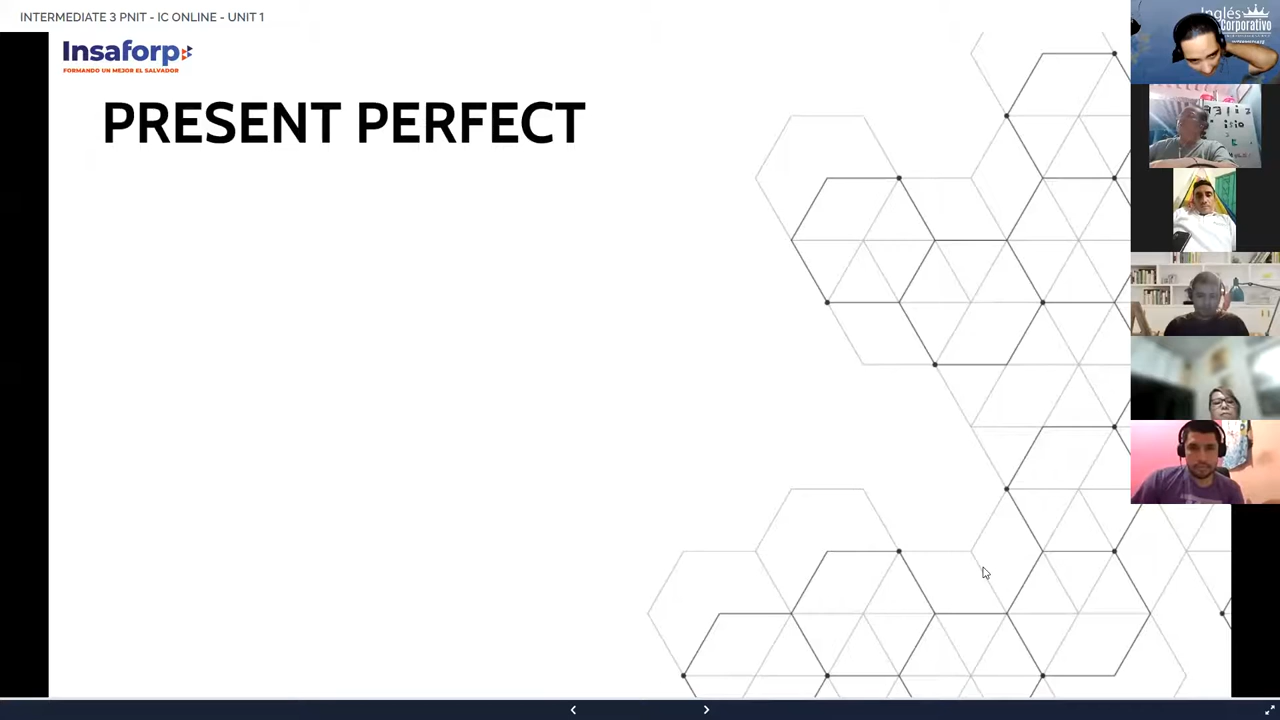 INTERMEDIATE 3 PNIT - IC ONLINE - UNIT 1
Insaforp
FORMANDO UN MEJOR EL SALVADOR
PRESENT PERFECT
Inglés
Corporativo